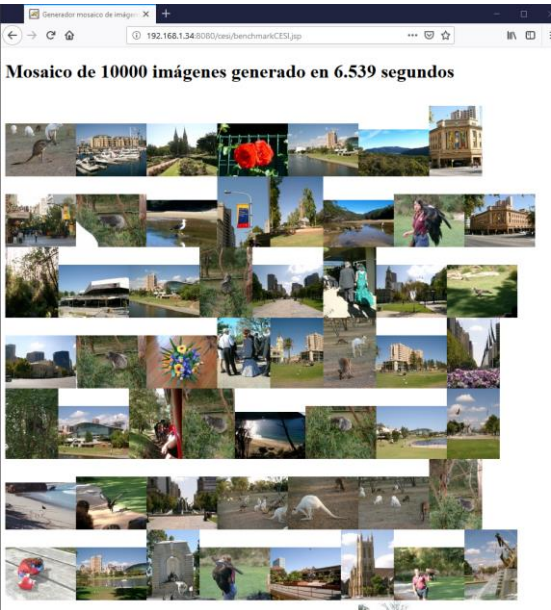 Generador mosaico de imáge
192.168.1.34:8080/cesi/benchmarkCESI.jsp
Mosaico de 10000 imágenes generado en 6.539 segundos